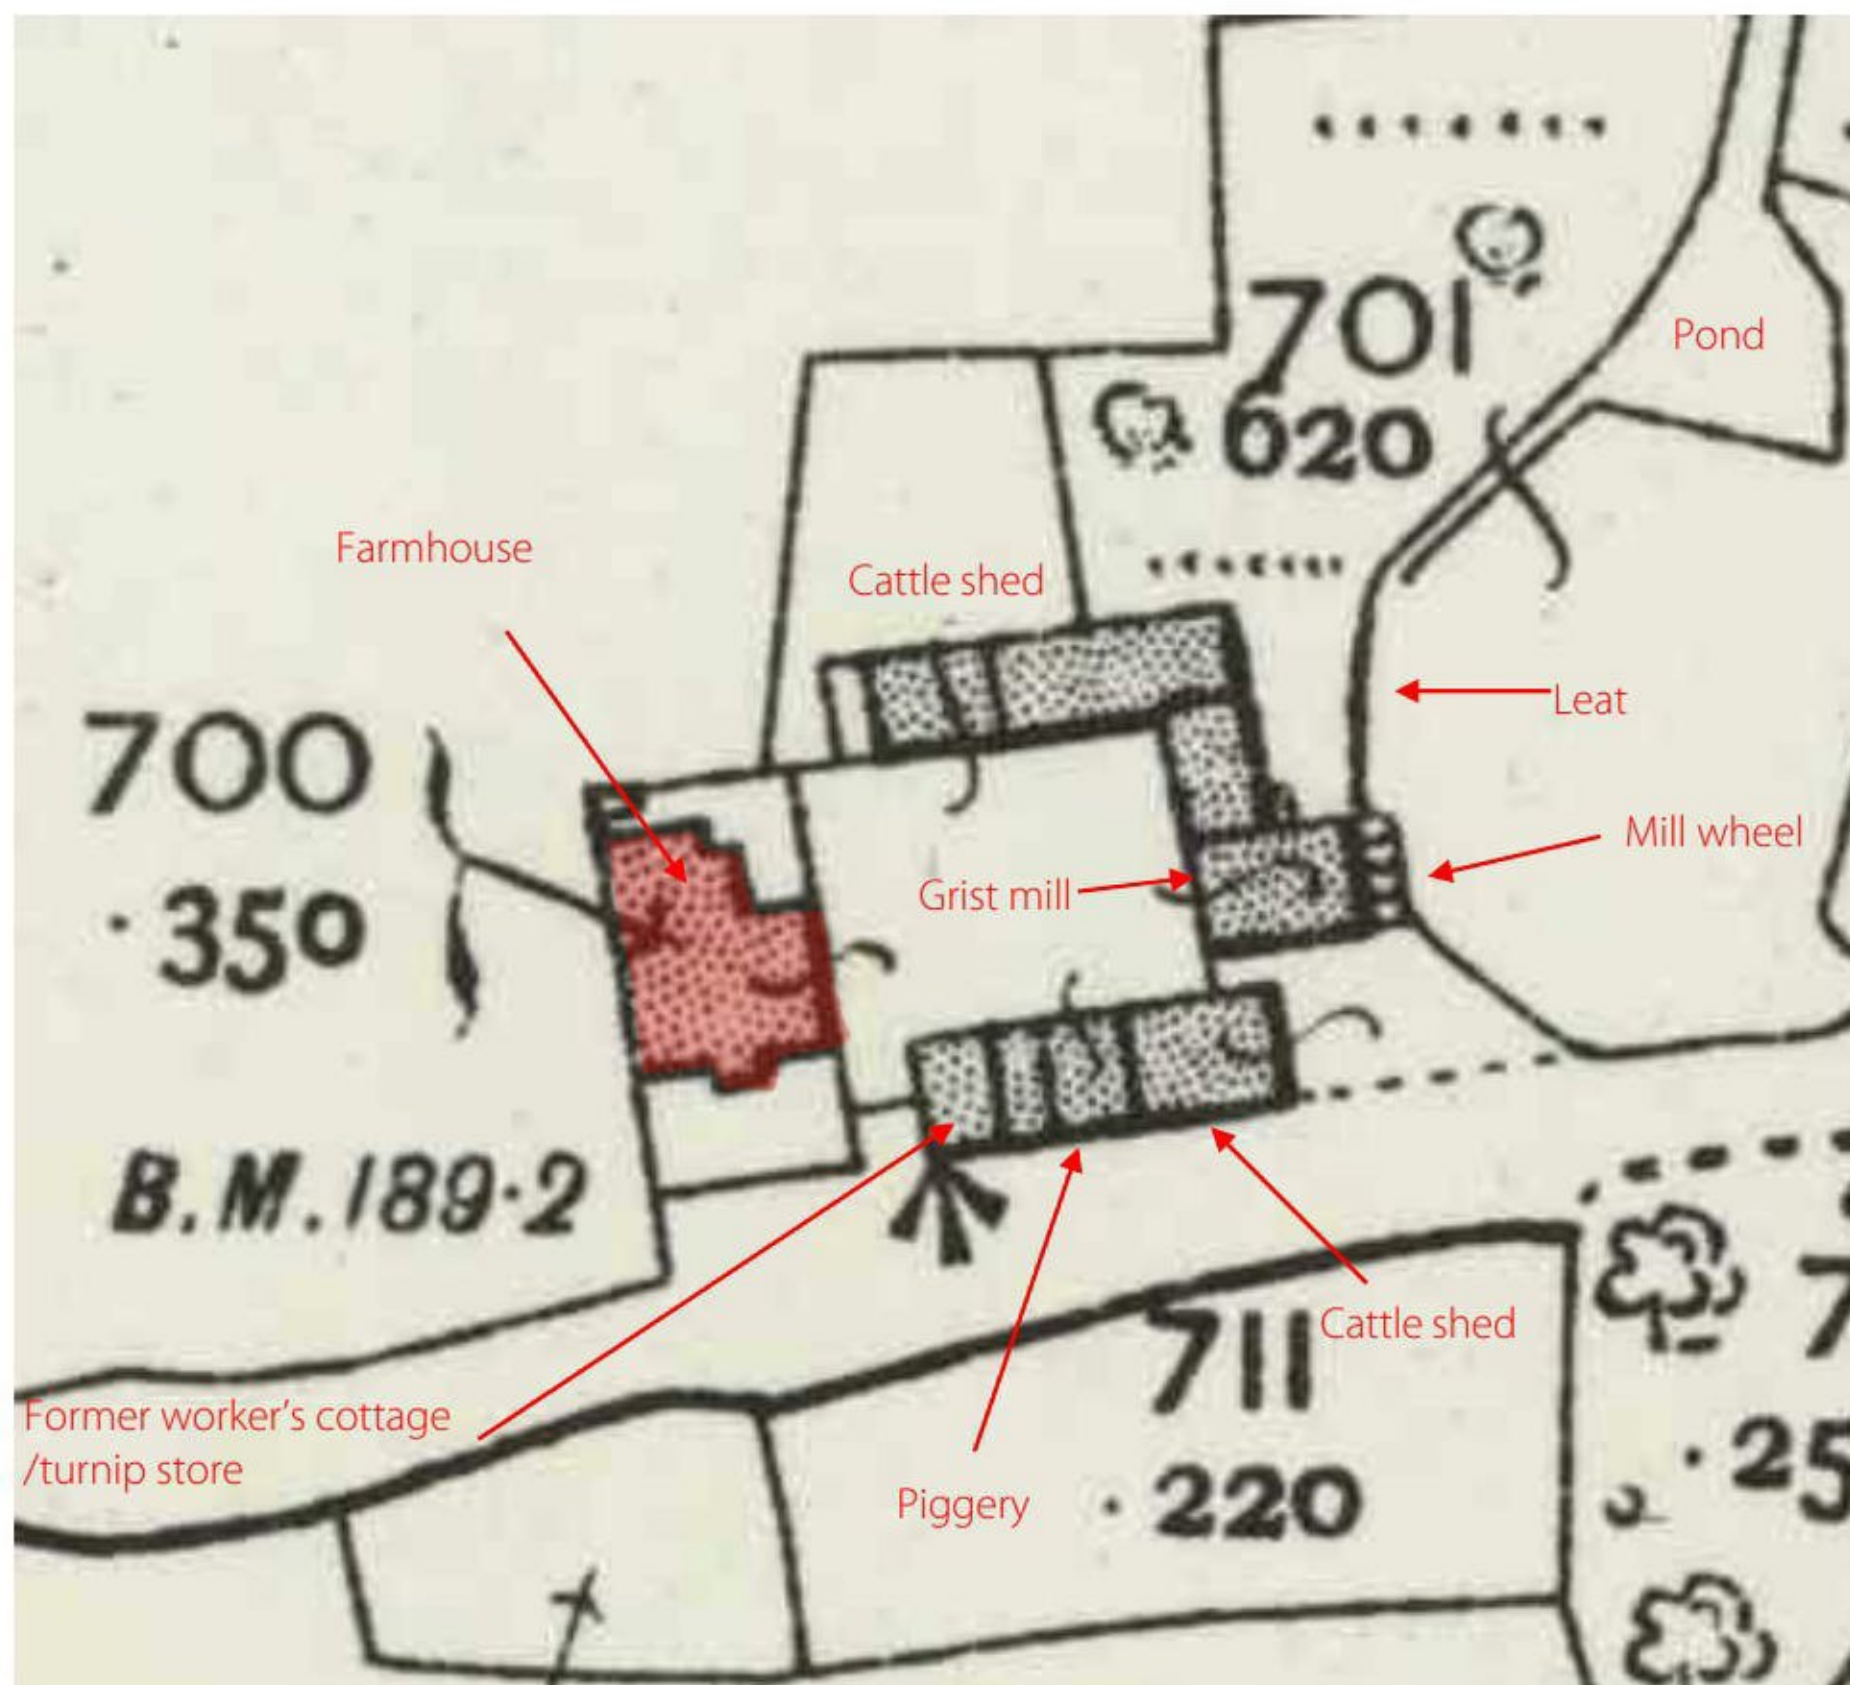 701
Pond
620
Farmhouse
Cattle shed
Leat
700
Mill wheel
Grist mill
·350
B.M.189·2
711
Cattle shed
7
Former worker's cottage
/turnip store
·25
Piggery
·220